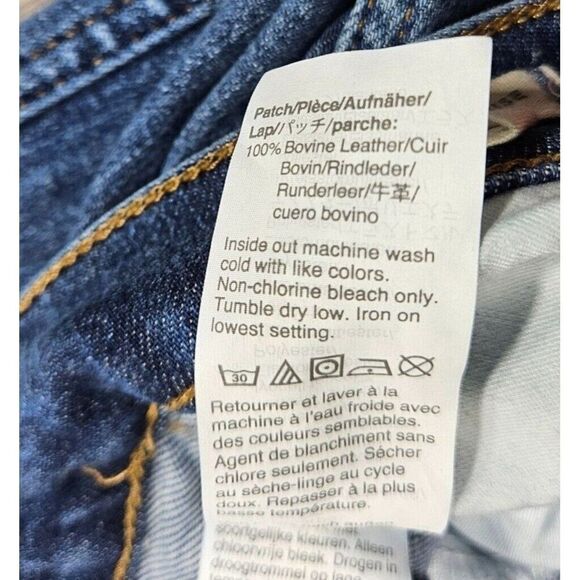 Patch/Pièce/Aufnäher/
Lap/パッチ/parche:
100% Bovine Leather/Cuir
Bovin/Rindleder/
Runderleer/牛革/
cuero bovino
Inside out machine wash
cold with like colors.
Non-chlorine bleach only.
Tumble dry low. Iron on
lowest setting.
30
Retourner et laver à la
machine à l'eau froide avec
des couleurs semblables.
Agent de blanchiment sans
chlore seulement. Sécher
au sèche-linge au cycle
doux. Repasser à la plus
basse température.
soortgelijke kleuren. Alleen
chloorvrije bleek. Drogen in
droogtrommel op lage